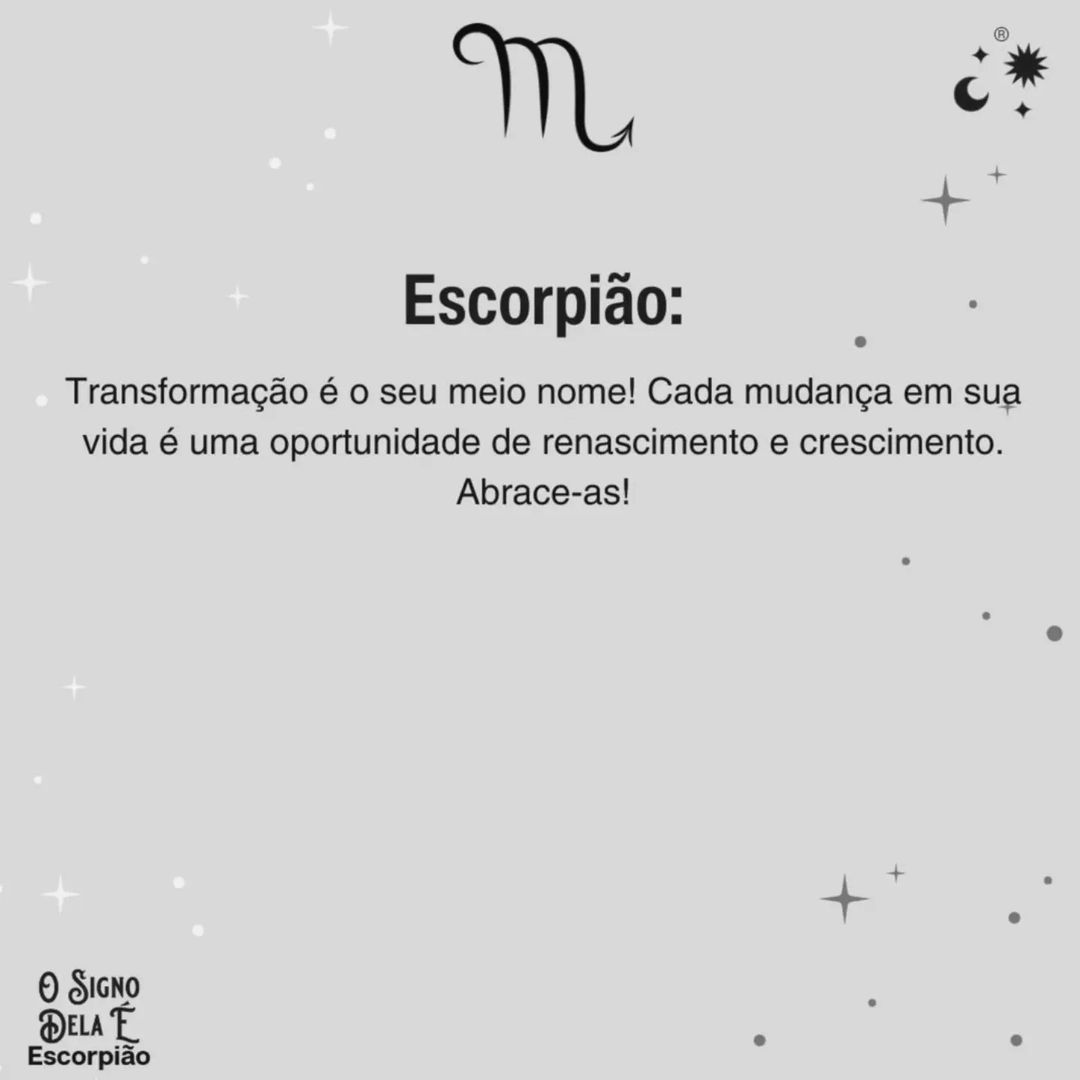 ®
Escorpião:
Transformação é o seu meio nome! Cada mudança em sua
vida é uma oportunidade de renascimento e crescimento.
Abrace-as!
O Signo
Dela É
Escorpião